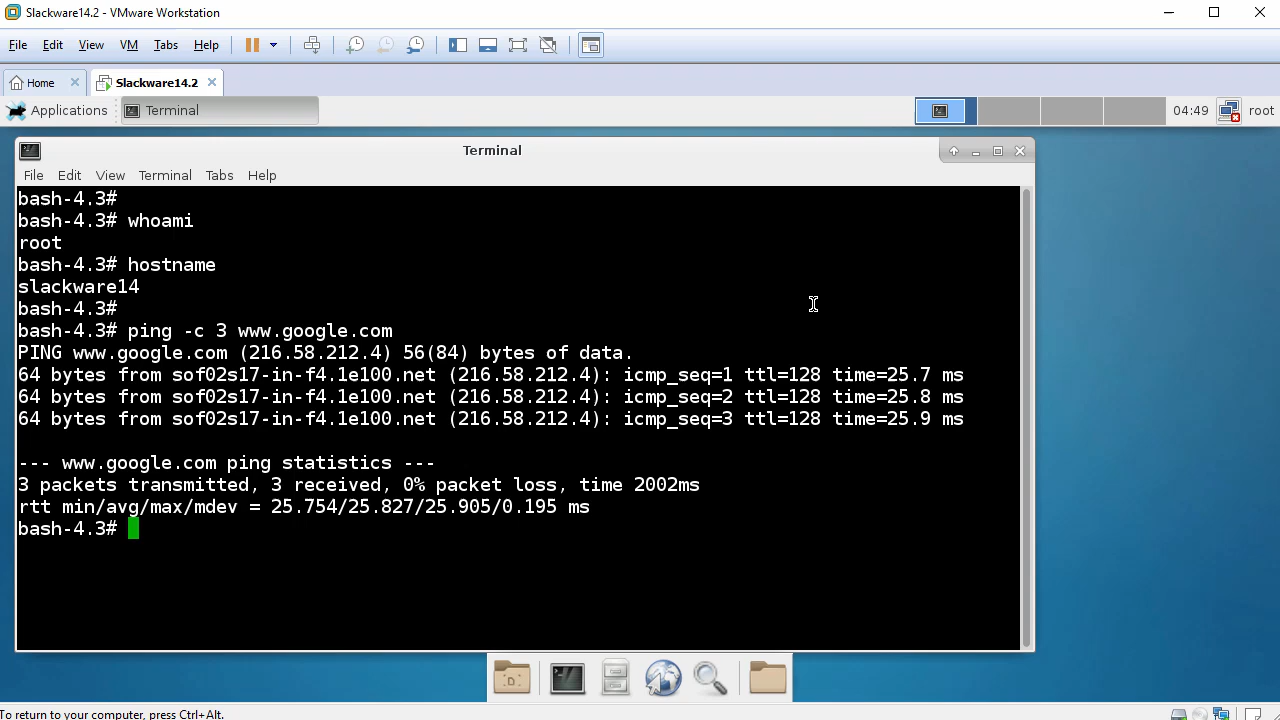 Slackware14.2 - VMware Workstation
File Edit View VM Tabs Help
Home Slackware14.2
Applications Terminal 04:49 root
Terminal
File Edit View Terminal Tabs Help
bash-4.3#
bash-4.3# whoami
root
bash-4.3# hostname
slackware14
bash-4.3#
bash-4.3# ping -c 3 www.google.com
PING www.google.com (216.58.212.4) 56(84) bytes of data.
64 bytes from sof02s17-in-f4.1e100.net (216.58.212.4): icmp_seq=1 ttl=128 time=25.7 ms
64 bytes from sof02s17-in-f4.1e100.net (216.58.212.4): icmp_seq=2 ttl=128 time=25.8 ms
64 bytes from sof02s17-in-f4.1e100.net (216.58.212.4): icmp_seq=3 ttl=128 time=25.9 ms
--- www.google.com ping statistics ---
3 packets transmitted, 3 received, 0% packet loss, time 2002ms
rtt min/avg/max/mdev = 25.754/25.827/25.905/0.195 ms
bash-4.3#
D
To return to your computer, press Ctrl+Alt.